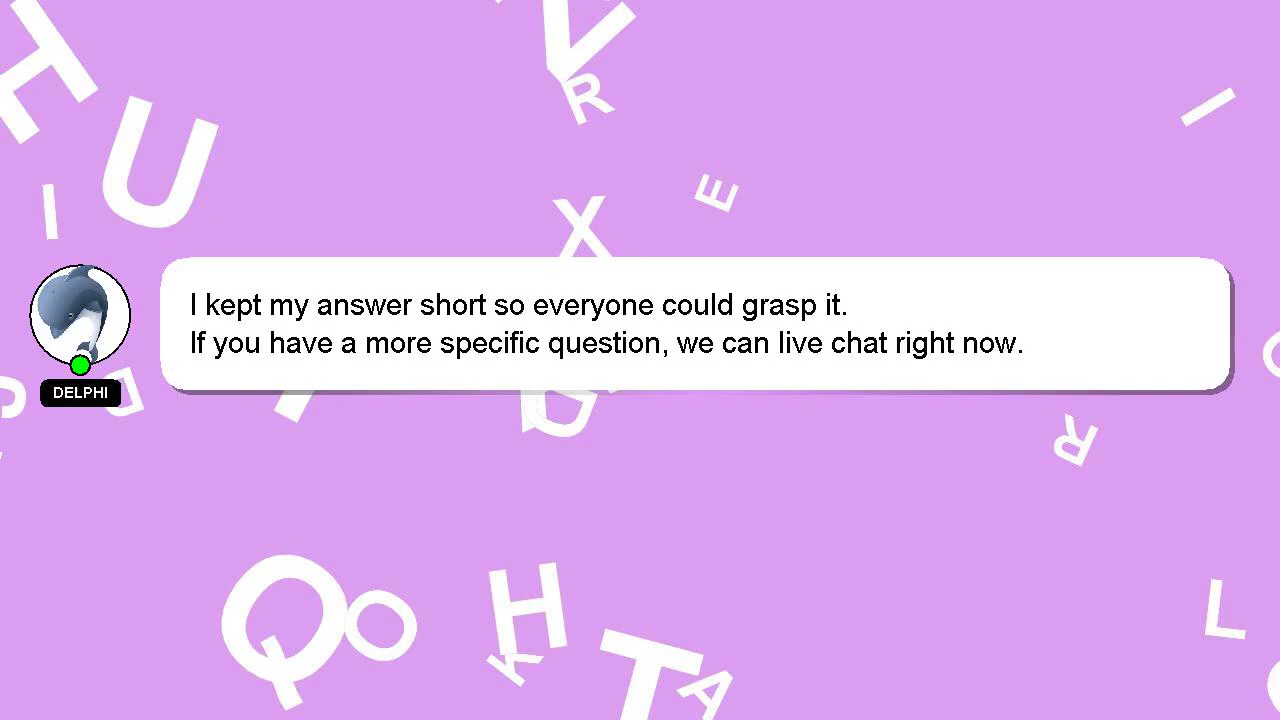 H
V
R
U
I
E
I
X
I kept my answer short so everyone could grasp it.
If you have a more specific question, we can live chat right now.
DELPHI
D
R
Q
O
H
K
T
A
L